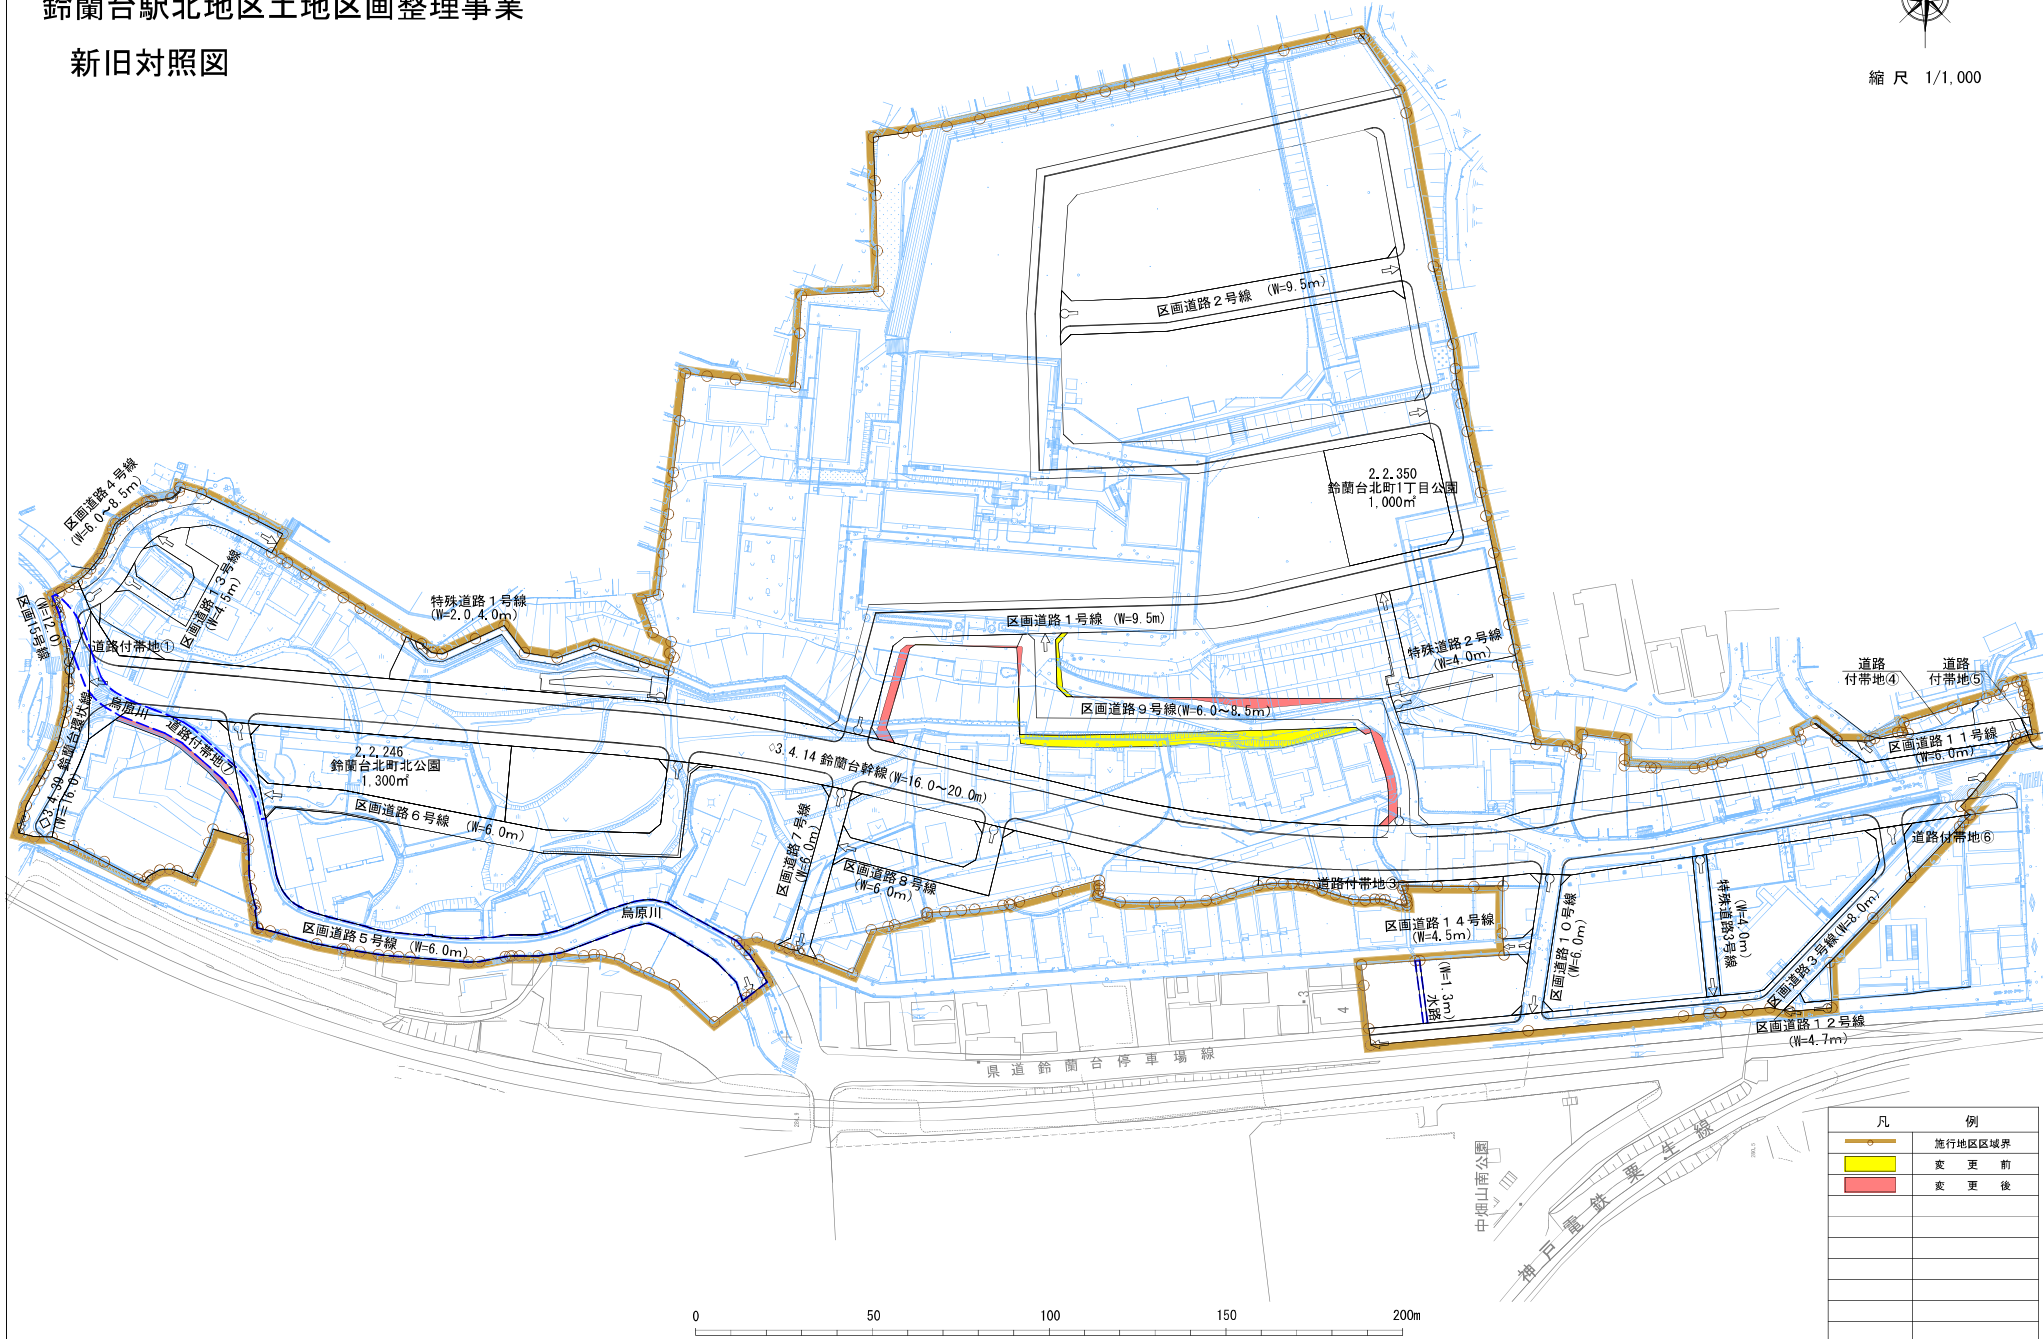 鈴蘭台駅北地区土地区画整理事業
新旧対照図
縮尺 1/1,000
区画道路2号線 (W=9.5m)
2.2.350
鈴蘭台北町1丁目公園
1,000㎡
区画道路4号線
(W=6.0～8.5m)
区画道路13号線
(W=4.5m)
区画15号線
(W=12.0)
道路付帯地①
特殊道路1号線
(W=2.0,4.0m)
区画道路1号線 (W=9.5m)
特殊道路2号線
(W=4.0m)
道路
付帯地④
道路
付帯地⑤
区画道路9号線(W=6.0～8.5m)
烏原川
道路付帯地⑦
◇3.4.39 鈴蘭台環状線
(W=16.0)
2.2.246
鈴蘭台北町北公園
1,300㎡
◇3.4.14 鈴蘭台幹線(W=16.0～20.0m)
区画道路11号線
(W=6.0m)
区画道路6号線 (W=6.0m)
区画道路7号線
(W=6.0m)
区画道路8号線
(W=6.0m)
道路付帯地③
道路付帯地⑥
烏原川
区画道路5号線 (W=6.0m)
区画道路14号線
(W=4.5m)
区画道路10号線
(W=6.0m)
特殊道路3号線
(W=4.0m)
区画道路3号線(W=8.0m)
(W=1.3m)
水路
区画道路12号線
(W=4.7m)
県道鈴蘭台停車場線
中畑山南公園
神戸電鉄粟生線
凡例
施行地区区域界
変更前
変更後
0 50 100 150 200m